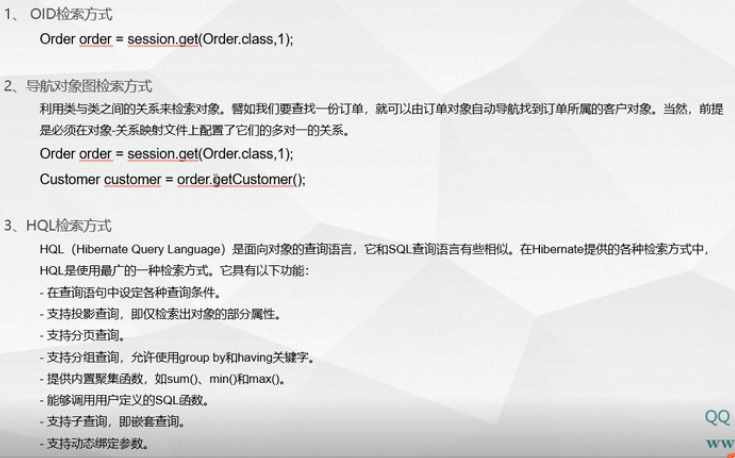 1、 OID检索方式
Order order = session.get(Order.class,1);
2、导航对象图检索方式
利用类与类之间的关系来检索对象。譬如我们要查找一份订单，就可以由订单对象自动导航找到订单所属的客户对象。当然，前提
是必须在对象-关系映射文件上配置了它们的多对一的关系。
Order order = session.get(Order.class,1);
Customer customer = order.getCustomer();
3、HQL检索方式
HQL（Hibernate Query Language）是面向对象的查询语言，它和SQL查询语言有些相似。在Hibernate提供的各种检索方式中，
HQL是使用最广的一种检索方式。它具有以下功能：
- 在查询语句中设定各种查询条件。
- 支持投影查询，即仅检索出对象的部分属性。
- 支持分页查询。
- 支持分组查询，允许使用group by和having关键字。
- 提供内置聚集函数，如sum()、min()和max()。
- 能够调用用户定义的SQL函数。
- 支持子查询，即嵌套查询。
- 支持动态绑定参数。
QQ
ww